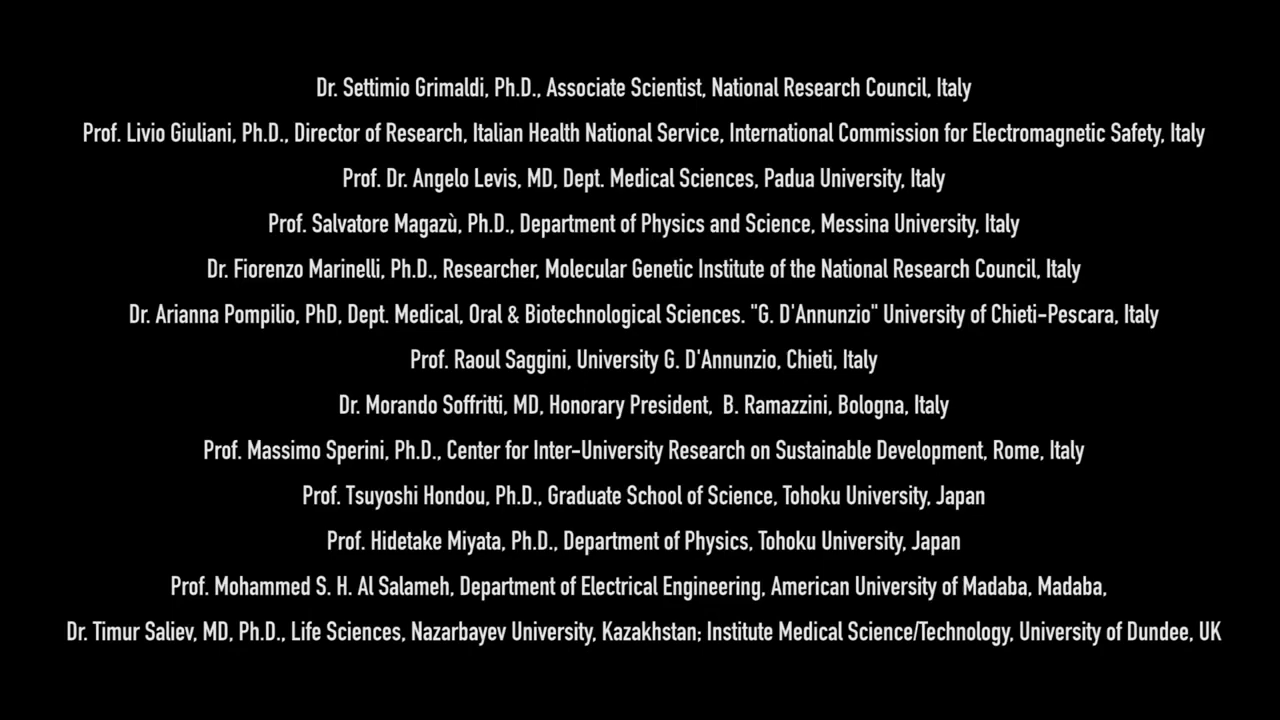 Dr. Settimio Grimaldi, Ph.D., Associate Scientist, National Research Council, Italy
Prof. Livio Giuliani, Ph.D., Director of Research, Italian Health National Service, International Commission for Electromagnetic Safety, Italy
Prof. Dr. Angelo Levis, MD, Dept. Medical Sciences, Padua University, Italy
Prof. Salvatore Magazù, Ph.D., Department of Physics and Science, Messina University, Italy
Dr. Fiorenzo Marinelli, Ph.D., Researcher, Molecular Genetic Institute of the National Research Council, Italy
Dr. Arianna Pompilio, PhD, Dept. Medical, Oral & Biotechnological Sciences. "G. D'Annunzio" University of Chieti-Pescara, Italy
Prof. Raoul Saggini, University G. D'Annunzio, Chieti, Italy
Dr. Morando Soffritti, MD, Honorary President,  B. Ramazzini, Bologna, Italy
Prof. Massimo Sperini, Ph.D., Center for Inter-University Research on Sustainable Development, Rome, Italy
Prof. Tsuyoshi Hondou, Ph.D., Graduate School of Science, Tohoku University, Japan
Prof. Hidetake Miyata, Ph.D., Department of Physics, Tohoku University, Japan
Prof. Mohammed S. H. Al Salameh, Department of Electrical Engineering, American University of Madaba, Madaba,
Dr. Timur Saliev, MD, Ph.D., Life Sciences, Nazarbayev University, Kazakhstan; Institute Medical Science/Technology, University of Dundee, UK